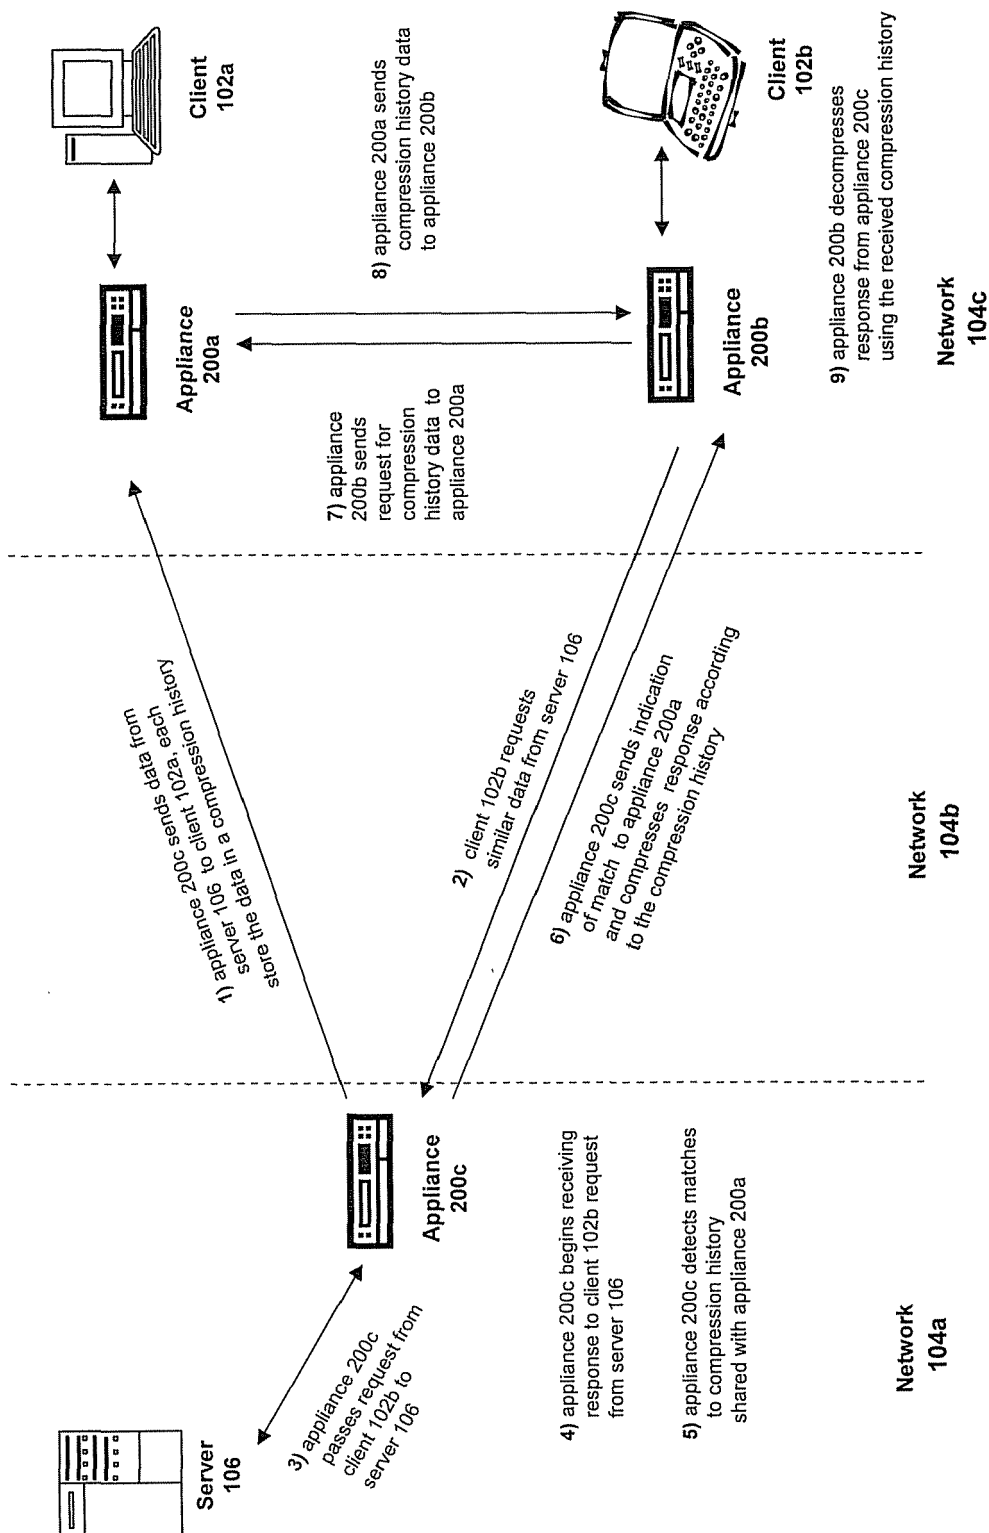 Server
106
3) appliance 200c
passes request from
client 102b to
server 106
Appliance
200c
4) appliance 200c begins receiving
response to client 102b request
from server 106
5) appliance 200c detects matches
to compression history
shared with appliance 200a
Network
104a
1) appliance 200c sends data from
server 106 to client 102a, each
store the data in a compression history
2) client 102b requests
similar data from server 106
6) appliance 200c sends indication
of match to appliance 200a
and compresses response according
to the compression history
Network
104b
Client
102a
Appliance
200a
7) appliance
200b sends
request for
compression
history data to
appliance 200a
8) appliance 200a sends
compression history data
to appliance 200b
Appliance
200b
Client
102b
9) appliance 200b decompresses
response from appliance 200c
using the received compression history
Network
104c